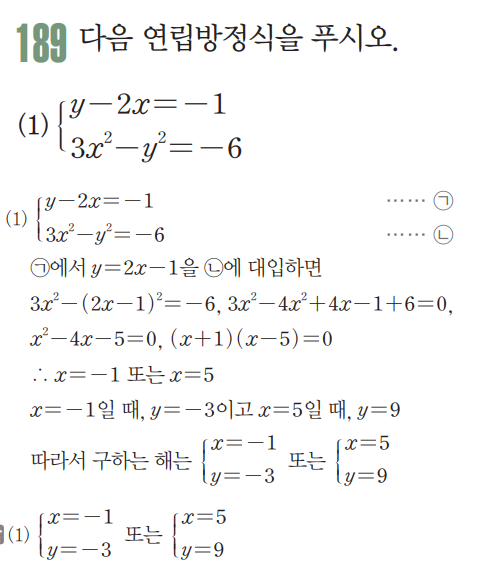 189 다음 연립방정식을 푸시오.
(1) { y-2x=-1
3x²-y²=-6
(1) { y-2x=-1 …… ㉠
3x²-y²=-6 …… ㉡
㉠에서 y=2x-1을 ㉡에 대입하면
3x²-(2x-1)²=-6, 3x²-4x²+4x-1+6=0,
x²-4x-5=0, (x+1)(x-5)=0
∴ x=-1 또는 x=5
x=-1일 때, y=-3이고 x=5일 때, y=9
따라서 구하는 해는 { x=-1 또는 { x=5
y=-3 y=9
(1) { x=-1 또는 { x=5
y=-3 y=9